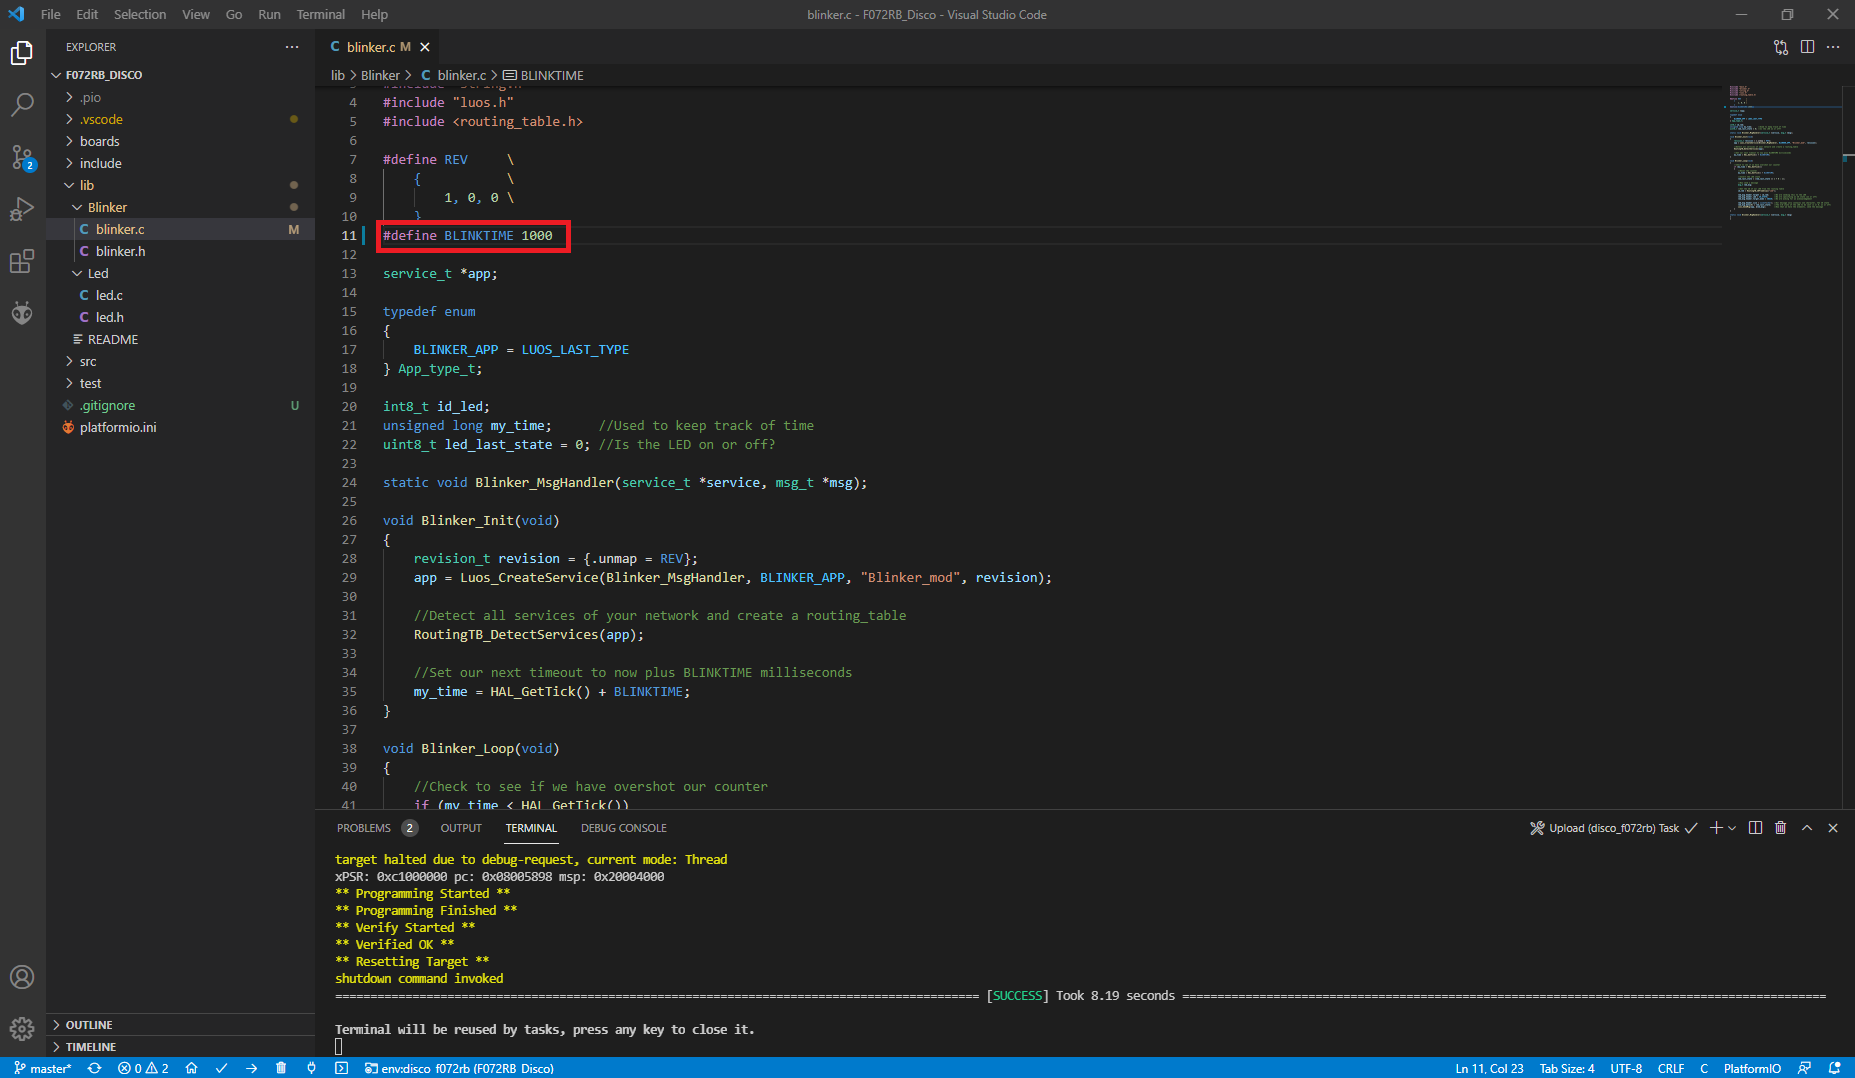 File Edit Selection View Go Run Terminal Help
blinker.c - F072RB_Disco - Visual Studio Code
EXPLORER
F072RB_DISCO
.pio
.vscode
boards
include
lib
Blinker
blinker.c M
blinker.h
Led
led.c
led.h
README
src
test
.gitignore U
platformio.ini
OUTLINE
TIMELINE
2
blinker.c M
lib > Blinker > C blinker.c > BLINKTIME
4 #include "luos.h"
5 #include <routing_table.h>
6
7 #define REV \
8 { \
9 1, 0, 0 \
10 }
11 #define BLINKTIME 1000
12
13 service_t *app;
14
15 typedef enum
16 {
17 BLINKER_APP = LUOS_LAST_TYPE
18 } App_type_t;
19
20 int8_t id_led;
21 unsigned long my_time; //Used to keep track of time
22 uint8_t led_last_state = 0; //Is the LED on or off?
23
24 static void Blinker_MsgHandler(service_t *service, msg_t *msg);
25
26 void Blinker_Init(void)
27 {
28 revision_t revision = {.unmap = REV};
29 app = Luos_CreateService(Blinker_MsgHandler, BLINKER_APP, "Blinker_mod", revision);
30
31 //Detect all services of your network and create a routing_table
32 RoutingTB_DetectServices(app);
33
34 //Set our next timeout to now plus BLINKTIME milliseconds
35 my_time = HAL_GetTick() + BLINKTIME;
36 }
37
38 void Blinker_Loop(void)
39 {
40 //Check to see if we have overshot our counter
41 if (my_time < HAL_GetTick())
PROBLEMS 2 OUTPUT TERMINAL DEBUG CONSOLE
Upload (disco_f072rb) Task
target halted due to debug-request, current mode: Thread
xPSR: 0xc1000000 pc: 0x08005898 msp: 0x20004000
** Programming Started **
** Programming Finished **
** Verify Started **
** Verified OK **
** Resetting Target **
shutdown command invoked
[SUCCESS] Took 8.19 seconds
Terminal will be reused by tasks, press any key to close it.
master* 0 2 env:disco_f072rb (F072RB_Disco)
Ln 11, Col 23 Tab Size: 4 UTF-8 CRLF C PlatformIO